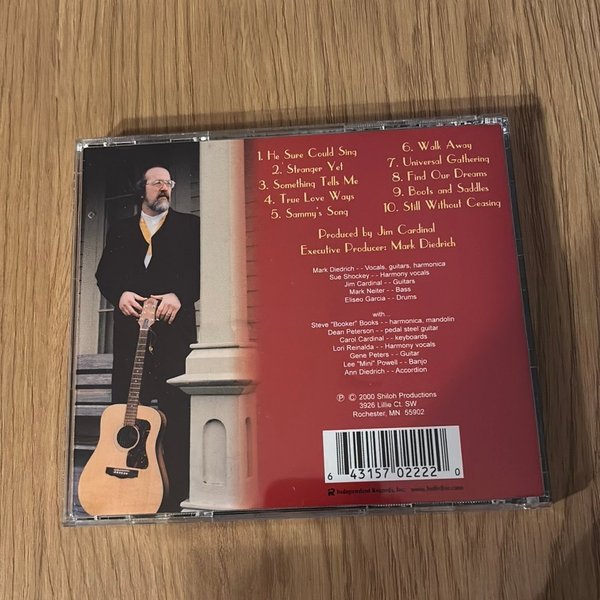 1. He Sure Could Sing
2. Stranger Yet
3. Something Tells Me
4. True Love Ways
5. Sammy's Song
6. Walk Away
7. Universal Gathering
8. Find Our Dreams
9. Boots and Saddles
10. Still Without Ceasing
Produced by Jim Cardinal
Executive Producer: Mark Diedrich
Mark Diedrich - - Vocals, guitars, harmonica
Sue Shockey - - Harmony vocals
Jim Cardinal - - Guitars
Mark Neiter - - Bass
Eliseo Garcia - - Drums
with...
Steve "Booker" Books - - harmonica, mandolin
Dean Peterson - - pedal steel guitar
Carol Cardinal - - keyboards
Lori Reinalda - - Harmony vocals
Gene Peters - - Guitar
Lee "Mini" Powell - - Banjo
Ann Diedrich - - Accordion
℗ © 2000 Shiloh Productions
3926 Lillie Ct. SW
Rochester, MN 55902
6 43157 02222 0
Independent Records, Inc.